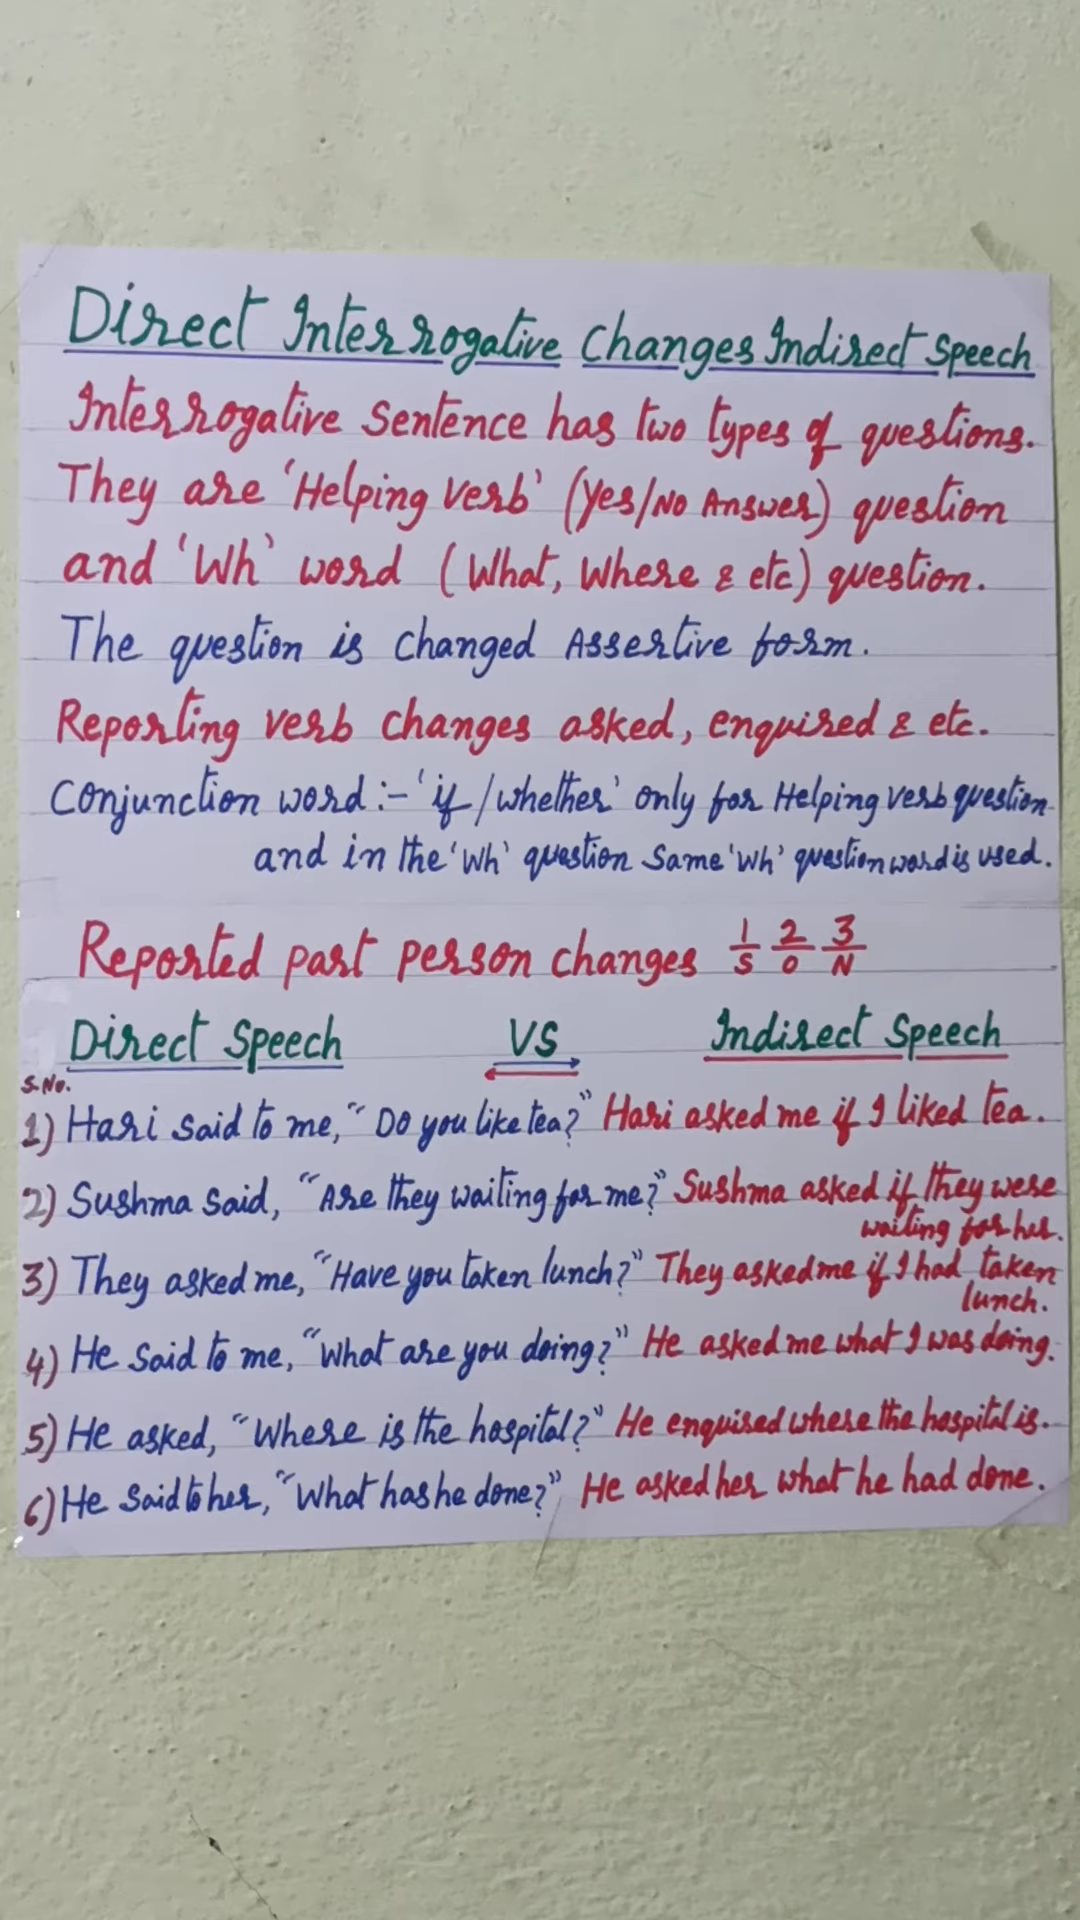 Direct Interrogative Changes Indirect Speech
Interrogative Sentence has two types of questions.
They are 'Helping verb' (Yes/No Answer) question
and 'Wh' word (What, Where & etc) question.
The question is changed Assertive form.
Reporting verb changes asked, enquired & etc.
Conjunction word :- 'if/whether' only for Helping verb question
and in the 'Wh' question same 'Wh' question word is used.
Reported part person changes 1/S 2/O 3/N
Direct Speech VS Indirect Speech
S.No.
1) Hari said to me, "Do you like tea?" Hari asked me if I liked tea.
2) Sushma said, "Are they waiting for me?" Sushma asked if they were
waiting for her.
3) They asked me, "Have you taken lunch?" They asked me if I had taken
lunch.
4) He said to me, "What are you doing?" He asked me what I was doing.
5) He asked, "Where is the hospital?" He enquired where the hospital is.
6) He said to her, "What has he done?" He asked her what he had done.